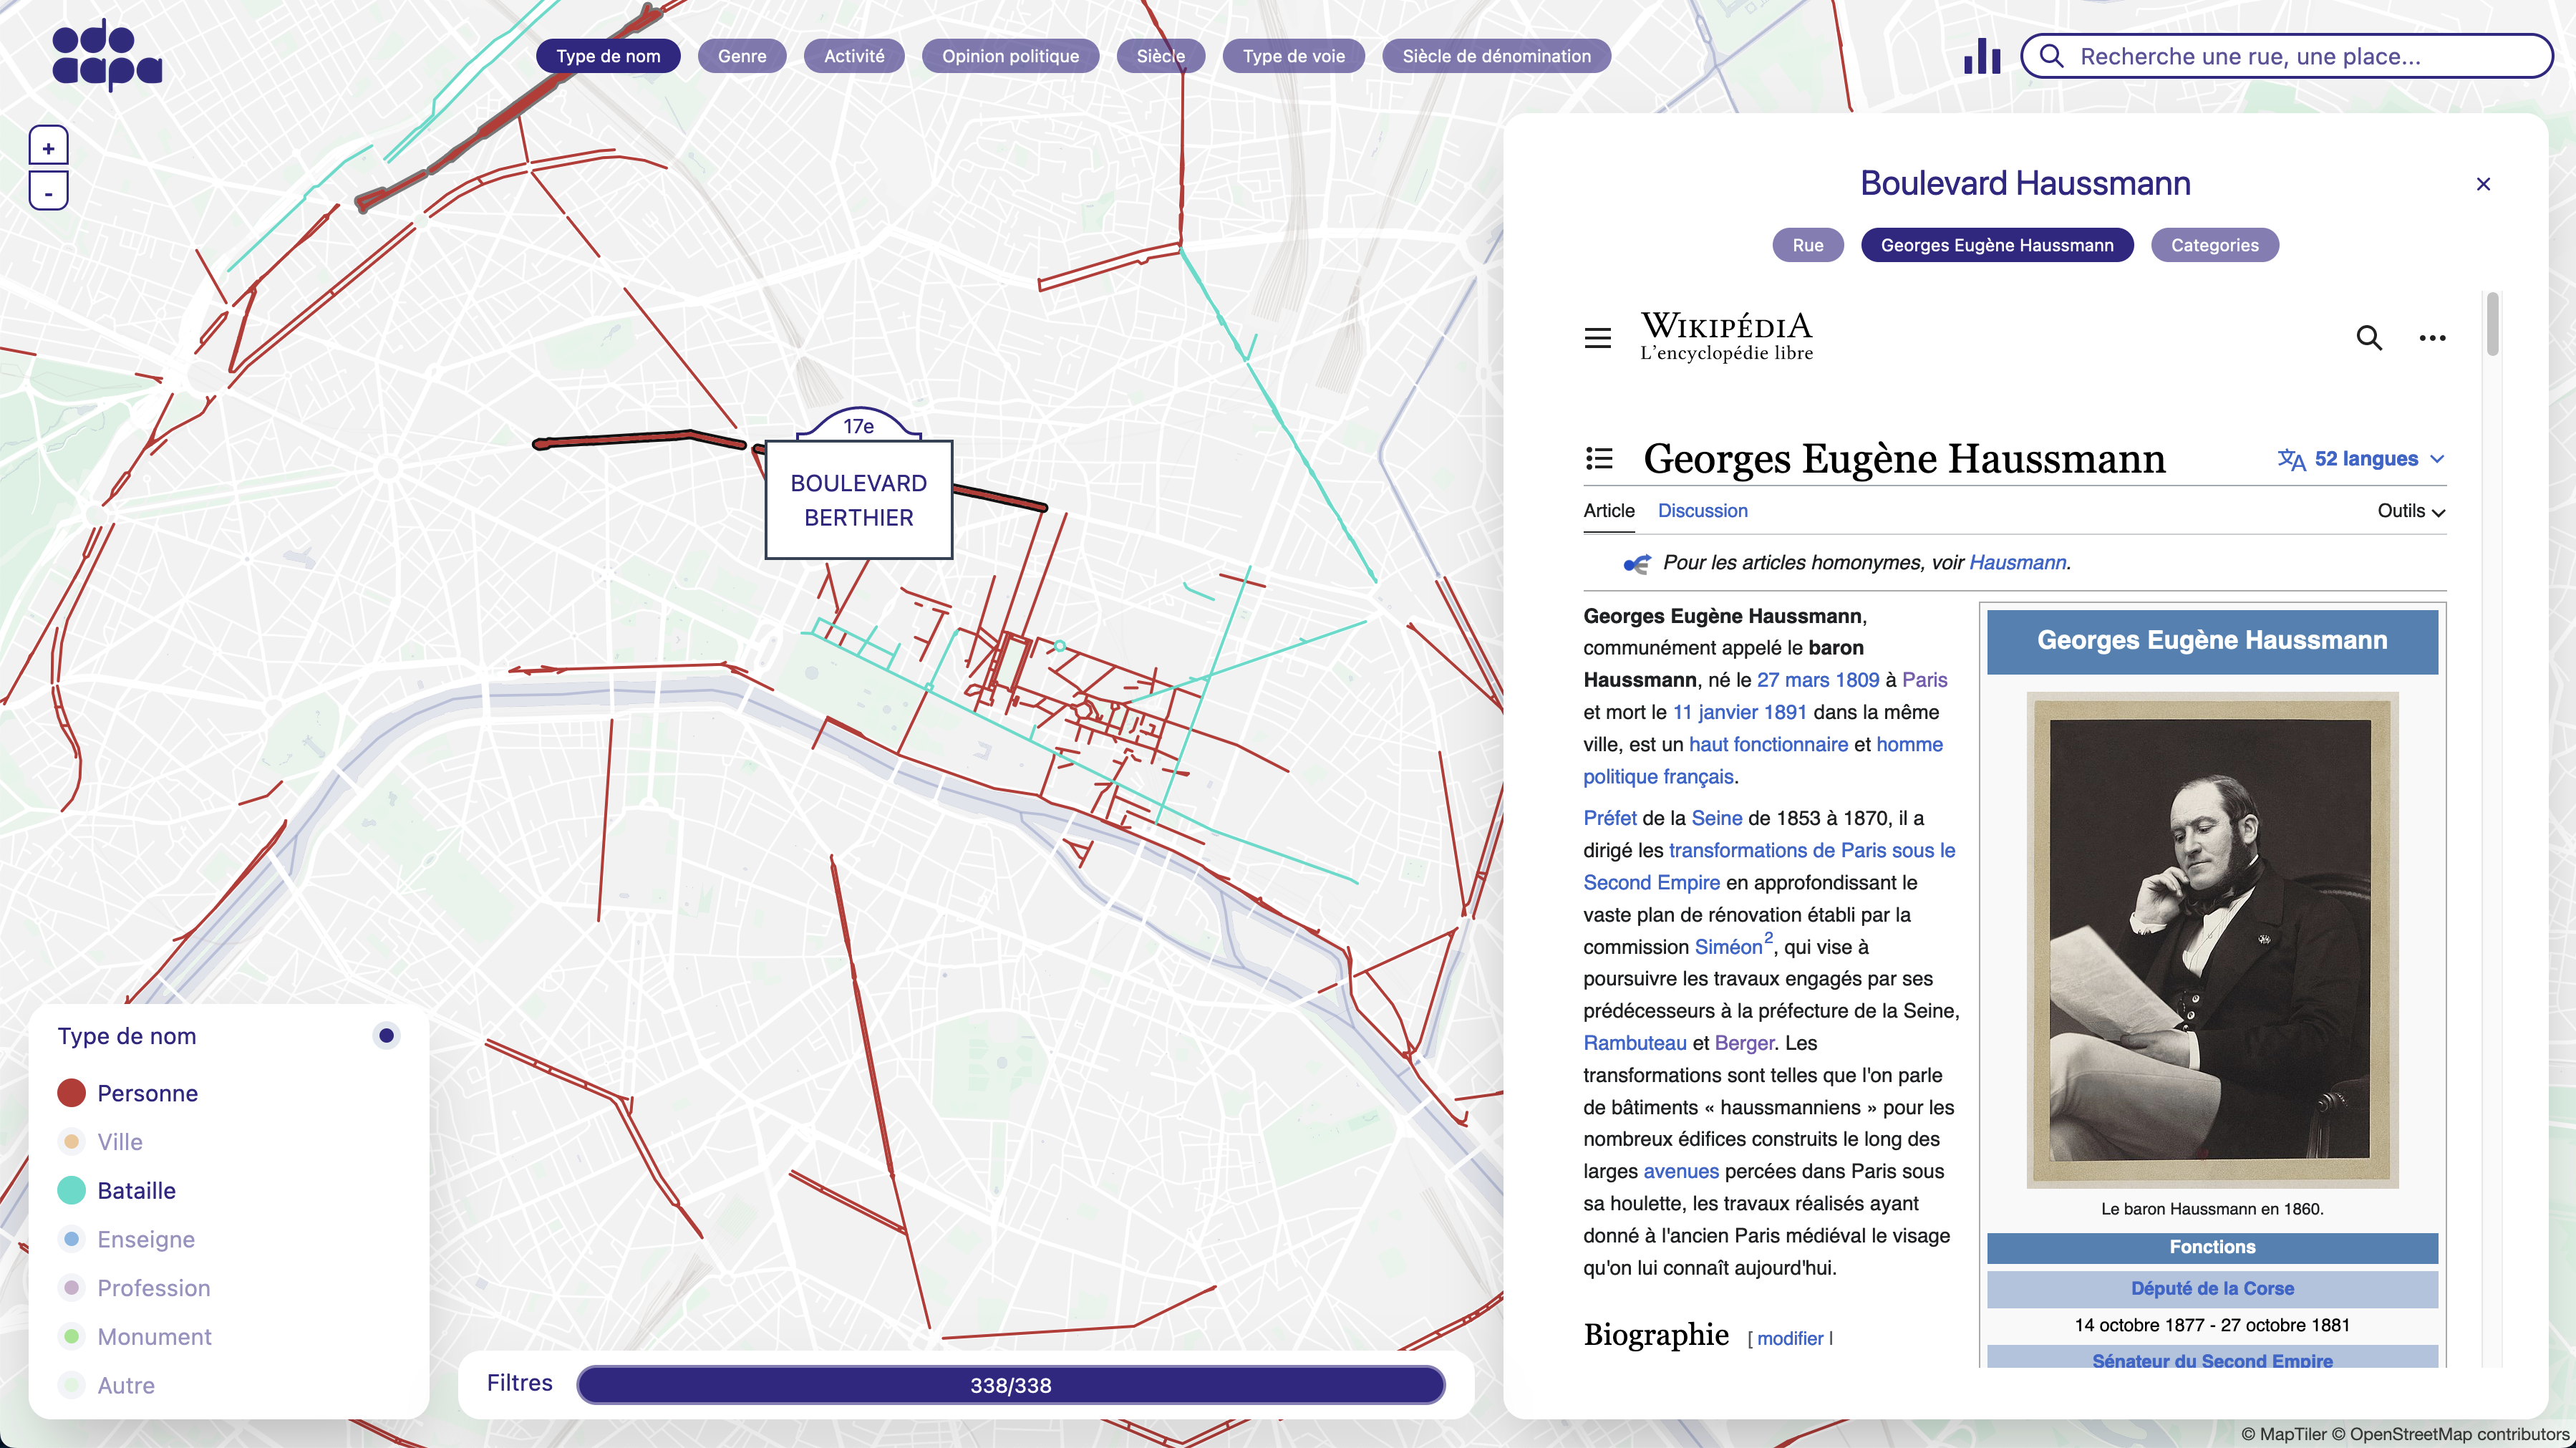 odo
aapa
Type de nom
Genre
Activité
Opinion politique
Siècle
Type de voie
Siècle de dénomination
Recherche une rue, une place...
+
-
17e
BOULEVARD
BERTHIER
Type de nom
Personne
Ville
Bataille
Enseigne
Profession
Monument
Autre
Filtres
338/338
Boulevard Haussmann
×
Rue
Georges Eugène Haussmann
Categories
WIKIPÉDIA
L'encyclopédie libre
Georges Eugène Haussmann
52 langues
Article
Discussion
Outils
Pour les articles homonymes, voir Hausmann.
Georges Eugène Haussmann,
communément appelé le baron
Haussmann, né le 27 mars 1809 à Paris
et mort le 11 janvier 1891 dans la même
ville, est un haut fonctionnaire et homme
politique français.
Préfet de la Seine de 1853 à 1870, il a
dirigé les transformations de Paris sous le
Second Empire en approfondissant le
vaste plan de rénovation établi par la
commission Siméon2, qui vise à
poursuivre les travaux engagés par ses
prédécesseurs à la préfecture de la Seine,
Rambuteau et Berger. Les
transformations sont telles que l'on parle
de bâtiments « haussmanniens » pour les
nombreux édifices construits le long des
larges avenues percées dans Paris sous
sa houlette, les travaux réalisés ayant
donné à l'ancien Paris médiéval le visage
qu'on lui connaît aujourd'hui.
Biographie [ modifier ]
Georges Eugène Haussmann
Le baron Haussmann en 1860.
Fonctions
Député de la Corse
14 octobre 1877 - 27 octobre 1881
Sénateur du Second Empire
© MapTiler © OpenStreetMap contributors